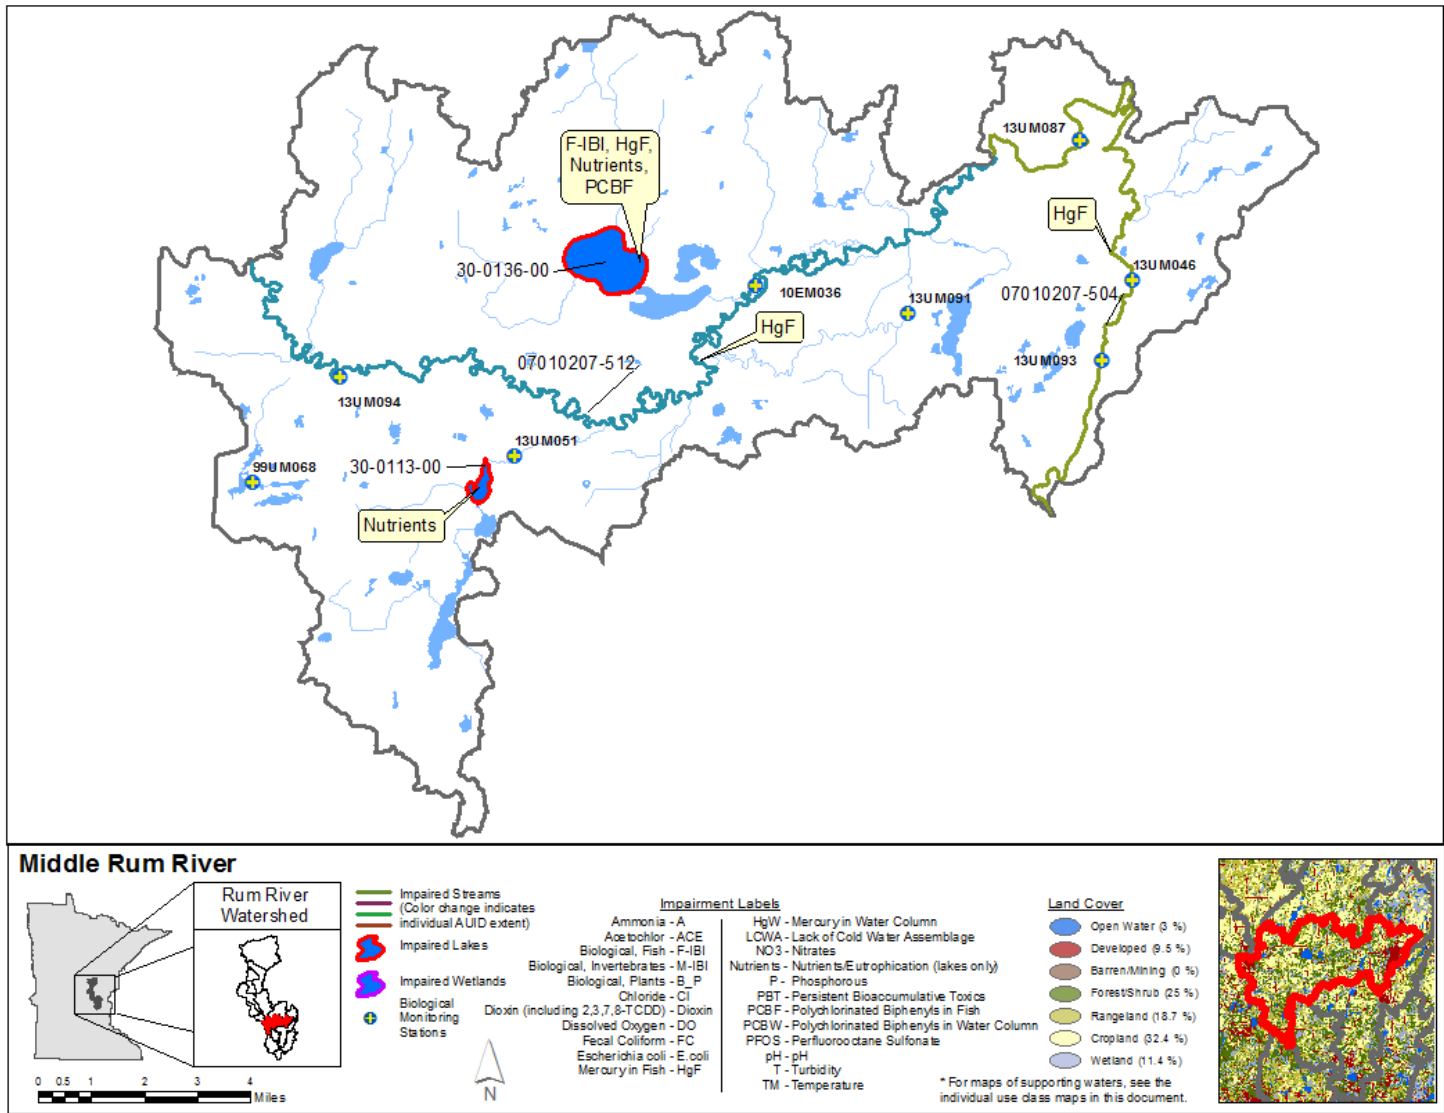 13UM087
F-IBI, HgF,
Nutrients,
PCBF
HgF
30-0136-00
13UM046
10EM036
13UM091
07010207-504
HgF
07010207-512
13UM093
13UM094
13UM051
30-0113-00
99UM068
Nutrients
Middle Rum River
Rum River
Watershed
0 0.5 1 2 3 4
Miles
Impaired Streams
(Color change indicates
individual AUID extent)
Impaired Lakes
Impaired Wetlands
Biological
Monitoring
Stations
N
Impairment Labels
Ammonia - A
Acetochlor - ACE
Biological, Fish - F-IBI
Biological, Invertebrates - M-IBI
Biological, Plants - B_P
Chloride - Cl
Dioxin (including 2,3,7,8-TCDD) - Dioxin
Dissolved Oxygen - DO
Fecal Coliform - FC
Escherichia coli - E.coli
Mercury in Fish - HgF
HgW - Mercury in Water Column
LCWA - Lack of Cold Water Assemblage
NO3 - Nitrates
Nutrients - Nutrients/Eutrophication (lakes only)
P - Phosphorous
PBT - Persistent Bioaccumulative Toxics
PCBF - Polychlorinated Biphenyls in Fish
PCBW - Polychlorinated Biphenyls in Water Column
PFOS - Perfluorooctane Sulfonate
pH - pH
T - Turbidity
TM - Temperature
Land Cover
Open Water (3 %)
Developed (9.5 %)
Barren/Mining (0 %)
Forest/Shrub (25 %)
Rangeland (18.7 %)
Cropland (32.4 %)
Wetland (11.4 %)
* For maps of supporting waters, see the
individual use class maps in this document.